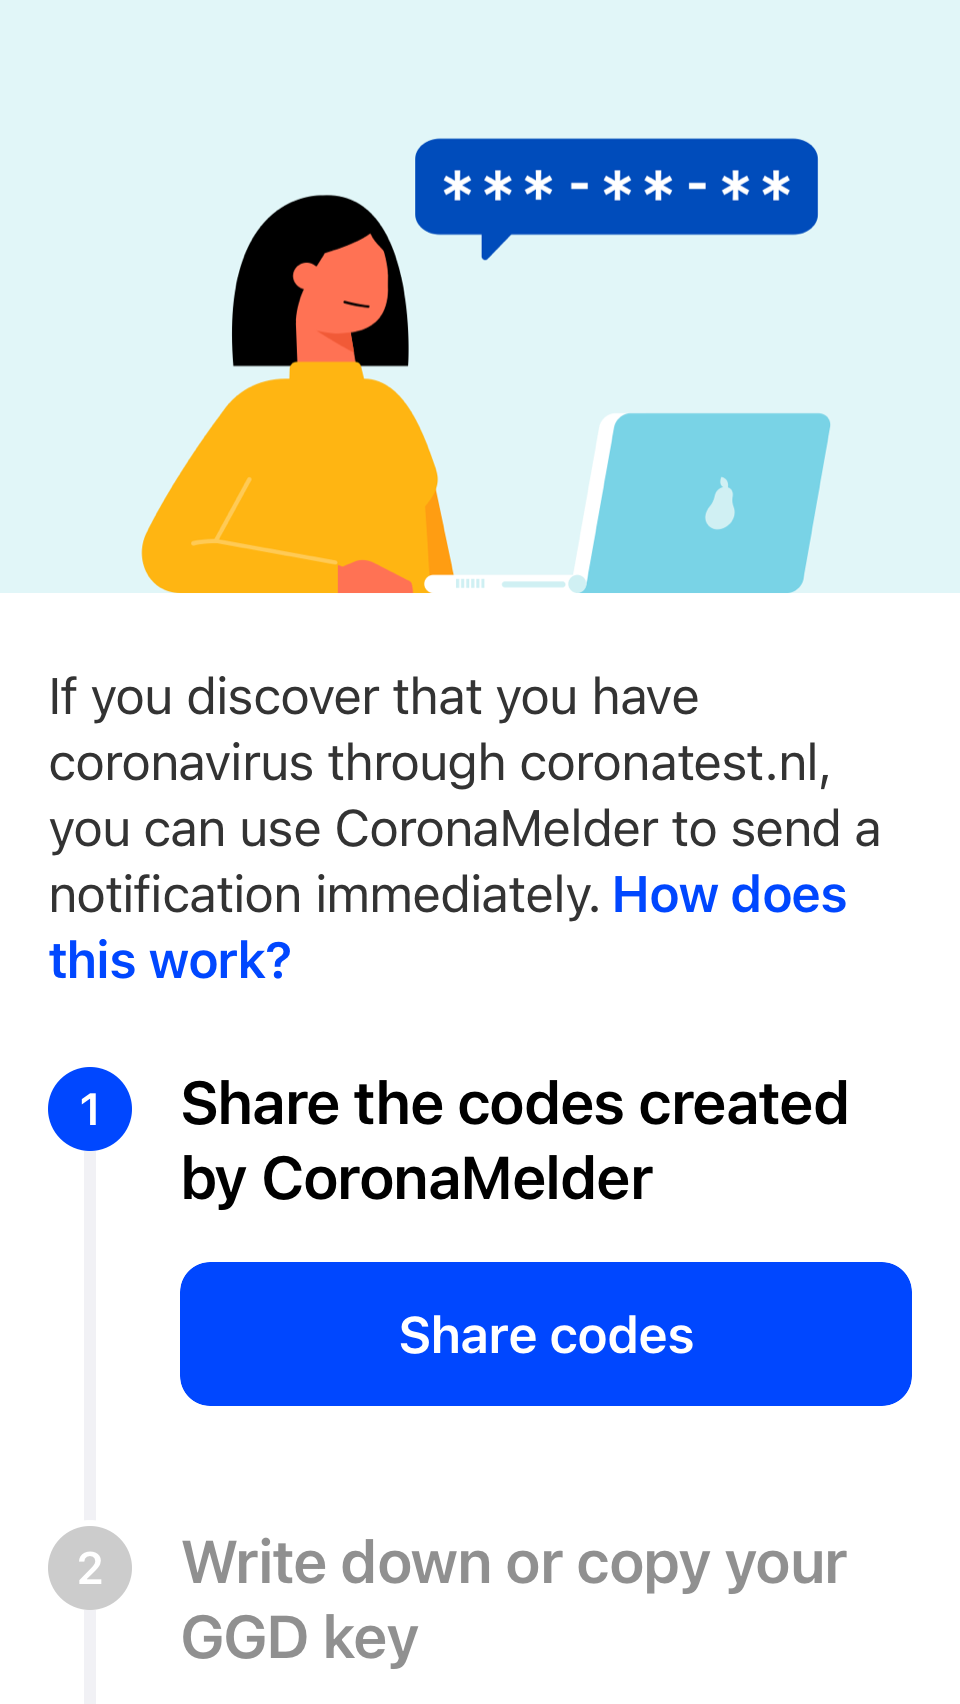 ***-**-**
If you discover that you have
coronavirus through coronatest.nl,
you can use CoronaMelder to send a
notification immediately. How does
this work?
1
Share the codes created
by CoronaMelder
Share codes
2
Write down or copy your
GGD key